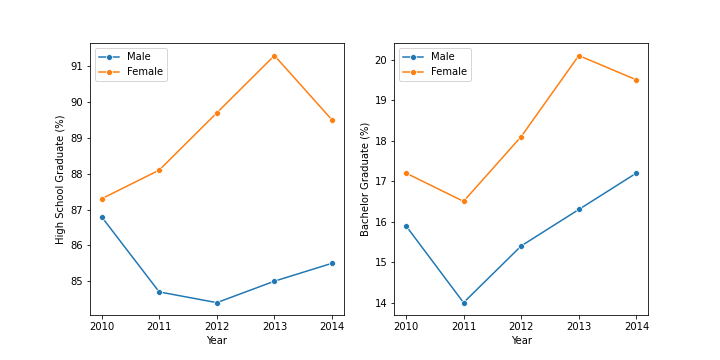 Male
Female
91
90
89
88
87
86
85
High School Graduate (%)
2010 2011 2012 2013 2014
Year
Male
Female
20
19
18
17
16
15
14
Bachelor Graduate (%)
2010 2011 2012 2013 2014
Year